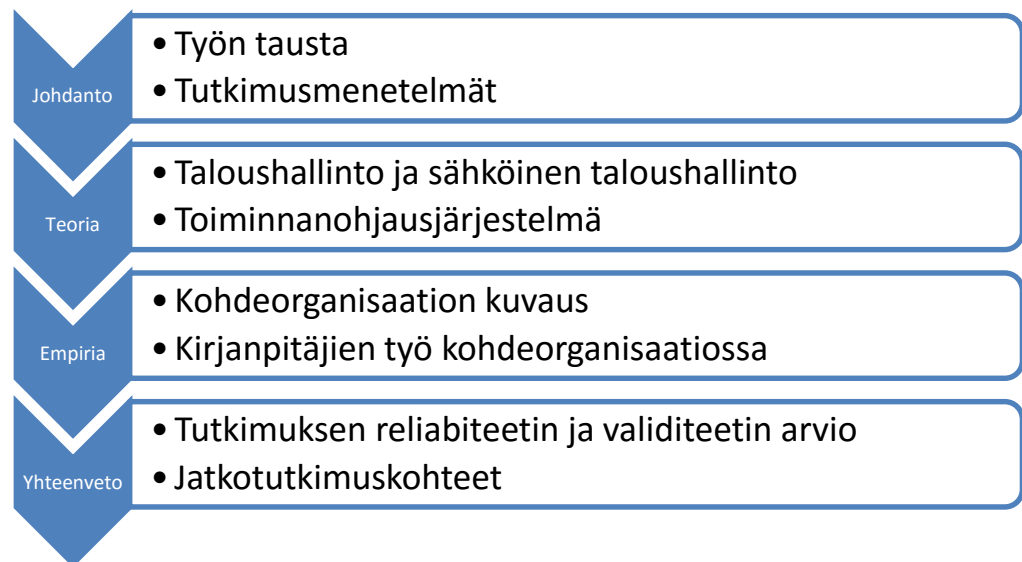 Johdanto
• Työn tausta
• Tutkimusmenetelmät
Teoria
• Taloushallinto ja sähköinen taloushallinto
• Toiminnanohjausjärjestelmä
Empiria
• Kohdeorganisaation kuvaus
• Kirjanpitäjien työ kohdeorganisaatiossa
Yhteenveto
• Tutkimuksen reliabiteetin ja validiteetin arvio
• Jatkotutkimuskohteet